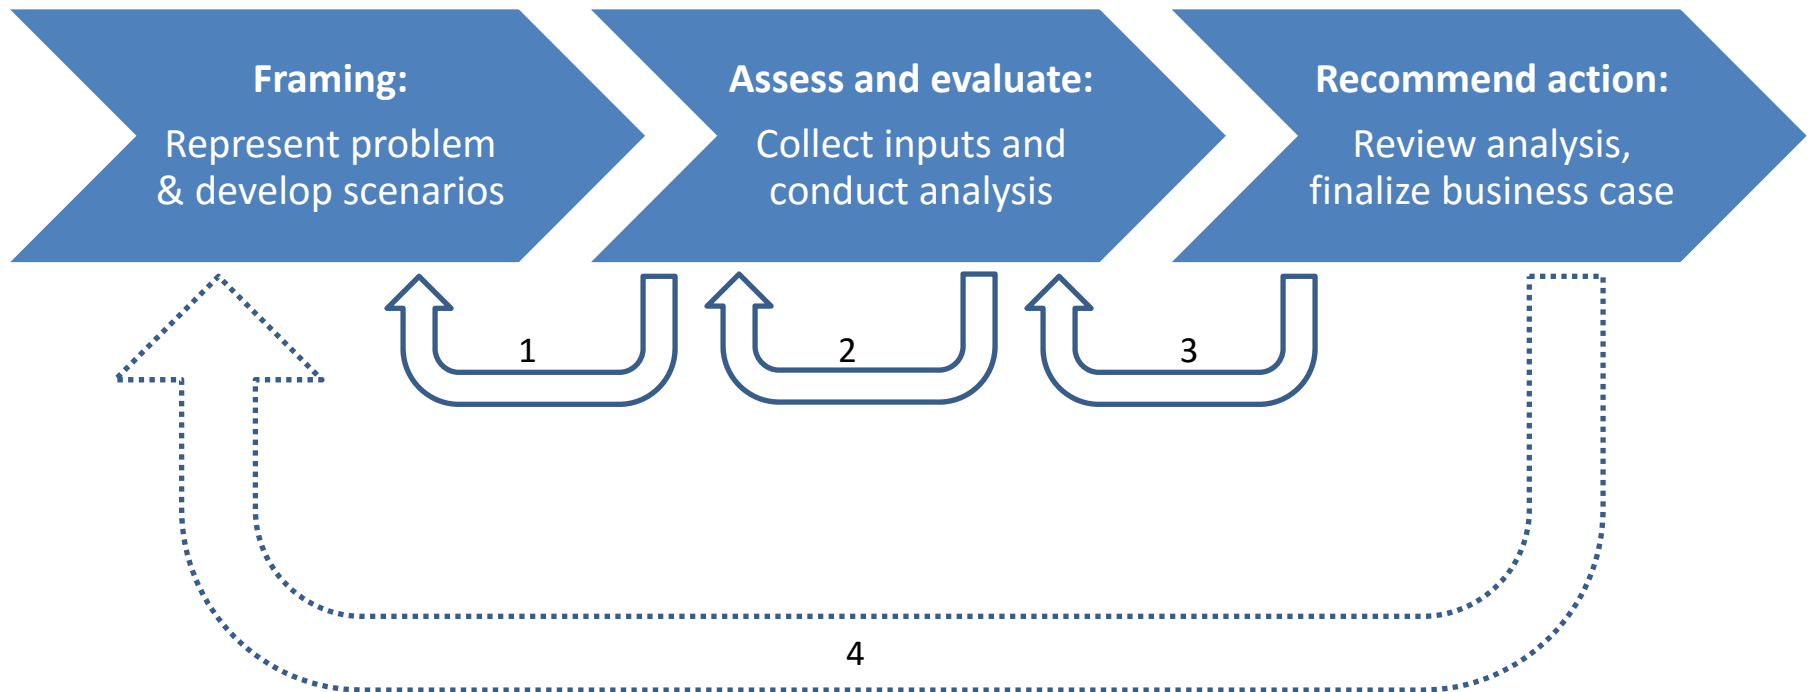 Framing:
Represent problem
& develop scenarios
Assess and evaluate:
Collect inputs and
conduct analysis
Recommend action:
Review analysis,
finalize business case
1
2
3
4